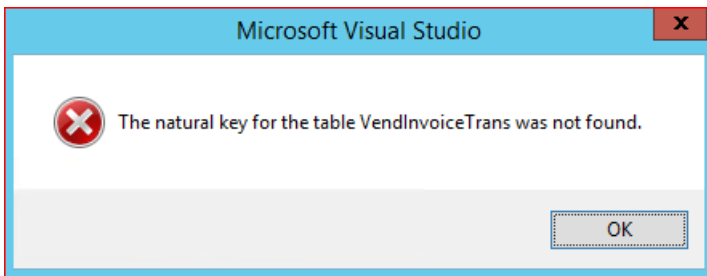 Microsoft Visual Studio
x
The natural key for the table VendInvoiceTrans was not found.
OK